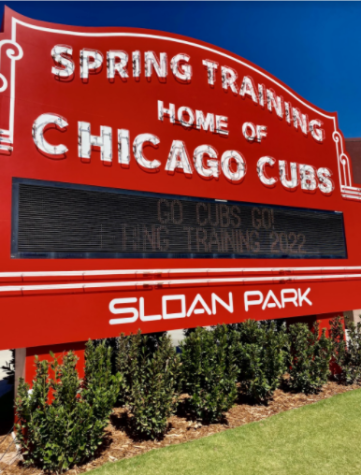 SPRING TRAINING
HOME OF
CHICAGO CUBS
GO CUBS GO!
TRAINING 2022
SLOAN PARK